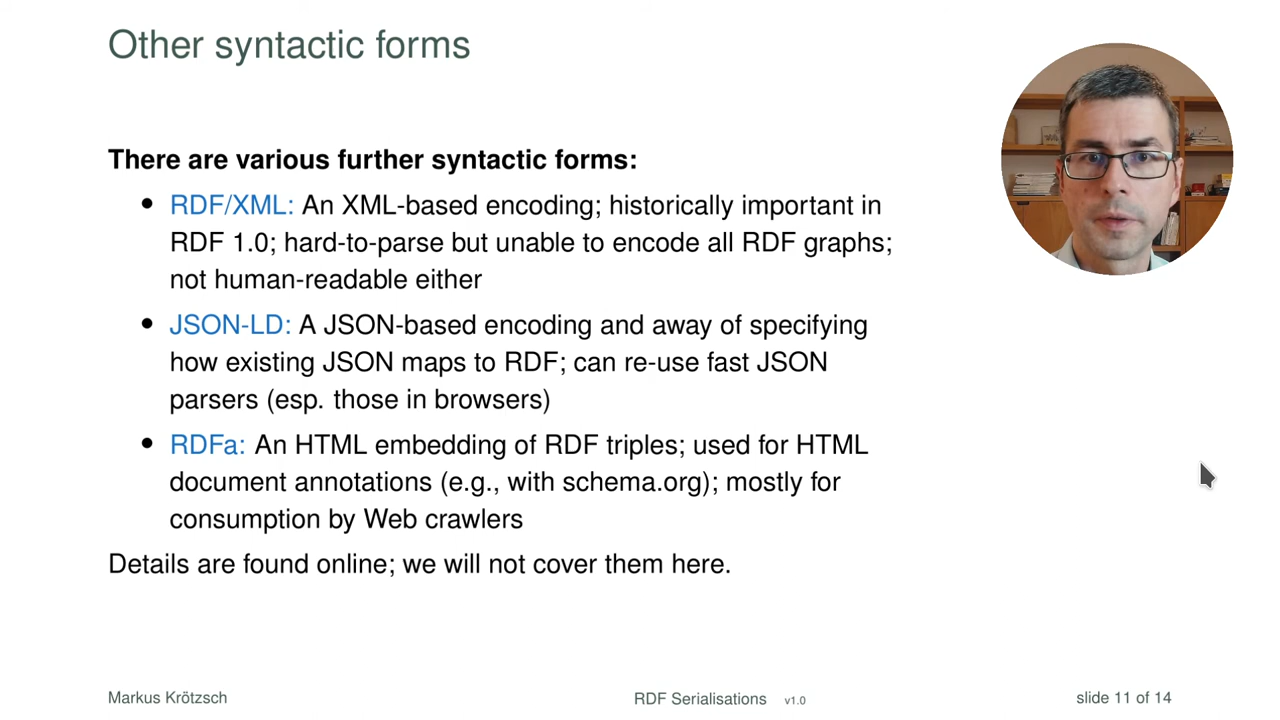 Other syntactic forms
There are various further syntactic forms:
• RDF/XML: An XML-based encoding; historically important in
RDF 1.0; hard-to-parse but unable to encode all RDF graphs;
not human-readable either
• JSON-LD: A JSON-based encoding and away of specifying
how existing JSON maps to RDF; can re-use fast JSON
parsers (esp. those in browsers)
• RDFa: An HTML embedding of RDF triples; used for HTML
document annotations (e.g., with schema.org); mostly for
consumption by Web crawlers
Details are found online; we will not cover them here.
Markus Krötzsch RDF Serialisations v1.0 slide 11 of 14